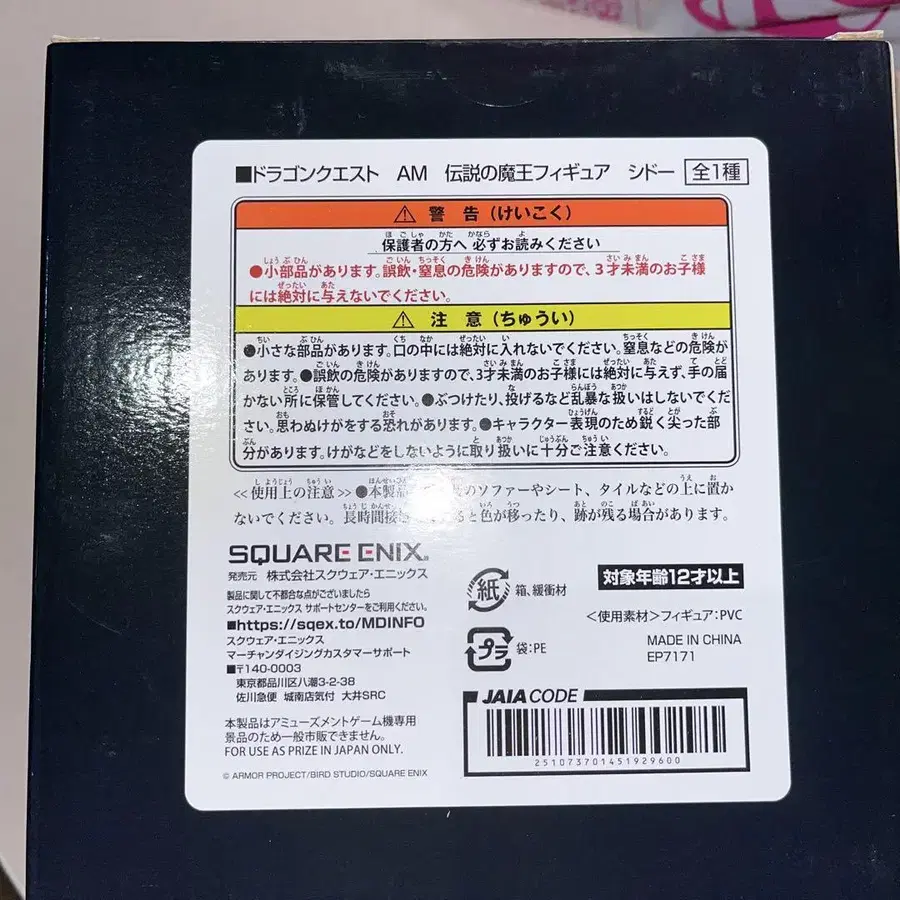 ■ドラゴンクエスト AM 伝説の魔王フィギュア シドー 全1種
⚠ 警告(けいこく)
保護者の方へ 必ずお読みください
●小部品があります。誤飲・窒息の危険がありますので、3才未満のお子様
には絶対に与えないでください。
⚠ 注意(ちゅうい)
●小さな部品があります。口の中には絶対に入れないでください。窒息などの危険が
あります。●誤飲の危険がありますので、3才未満のお子様には絶対に与えず、手の届
かない所に保管してください。●ぶつけたり、投げるなど乱暴な扱いはしないでくだ
さい。思わぬけがをする恐れがあります。●キャラクター表現のため鋭く尖った部
分があります。けがなどをしないように取り扱いに十分ご注意ください。
≪使用上の注意≫●本製品 のソファーやシート、タイルなどの上に置か
ないでください。長時間接 ると色が移ったり、跡が残る場合があります。
SQUARE ENIX.
発売元 株式会社スクウェア・エニックス
製品に関して不都合な点がございましたら
スクウェア・エニックス サポートセンターをご利用ください。
■https://sqex.to/MDINFO
スクウェア・エニックス
マーチャンダイジングカスタマーサポート
■〒140-0003
東京都品川区八潮3-2-38
佐川急便 城南店気付 大井SRC
本製品はアミューズメントゲーム機専用
景品のため一般市販できません。
FOR USE AS PRIZE IN JAPAN ONLY.
© ARMOR PROJECT/BIRD STUDIO/SQUARE ENIX
紙 箱、緩衝材
プラ 袋:PE
対象年齢12才以上
<使用素材>フィギュア:PVC
MADE IN CHINA
EP7171
JAIA CODE
251073701451929600